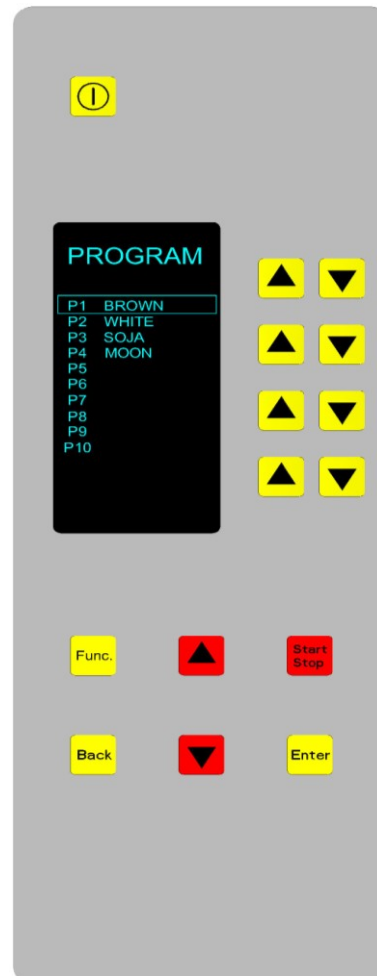 PROGRAM
P1 BROWN
P2 WHITE
P3 SOJA
P4 MOON
P5
P6
P7
P8
P9
P10
Func.
Start
Stop
Back
Enter